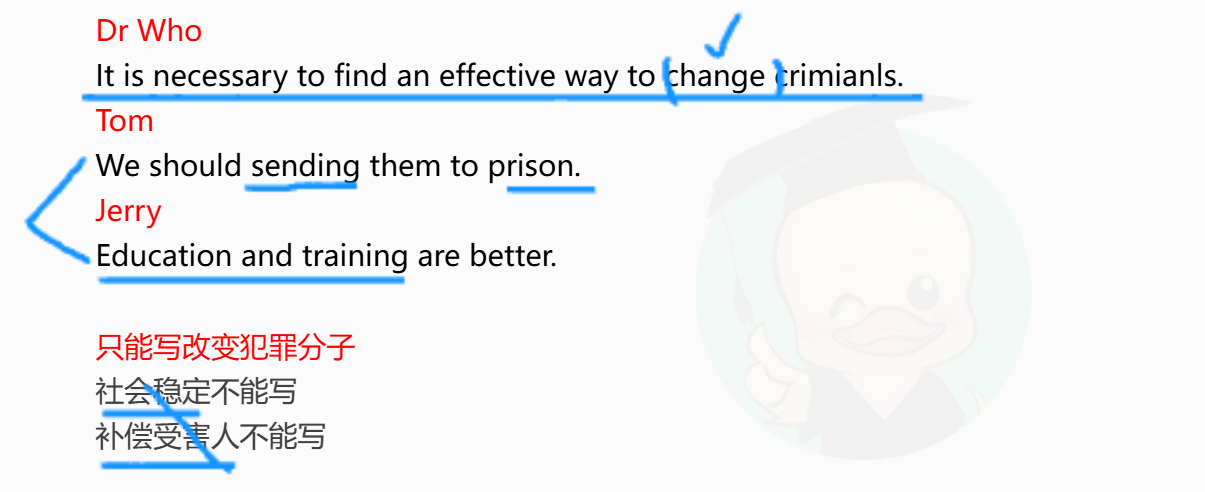 Dr Who
It is necessary to find an effective way to change crimianls.
Tom
We should sending them to prison.
Jerry
Education and training are better.
只能写改变犯罪分子
社会稳定不能写
补偿受害人不能写